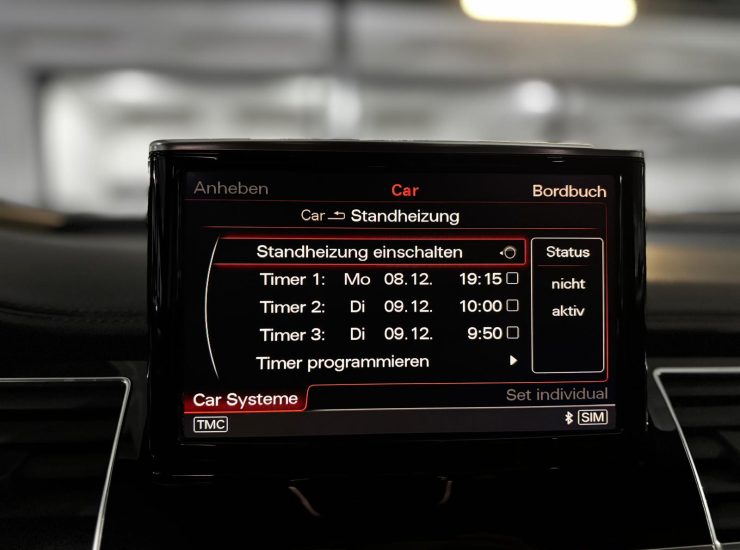 Anheben Car Bordbuch
Car Standheizung
Standheizung einschalten
Timer 1: Mo 08.12. 19:15
Timer 2: Di 09.12. 10:00
Timer 3: Di 09.12. 9:50
Timer programmieren
Status
nicht
aktiv
Car Systeme
Set individual
TMC
SIM